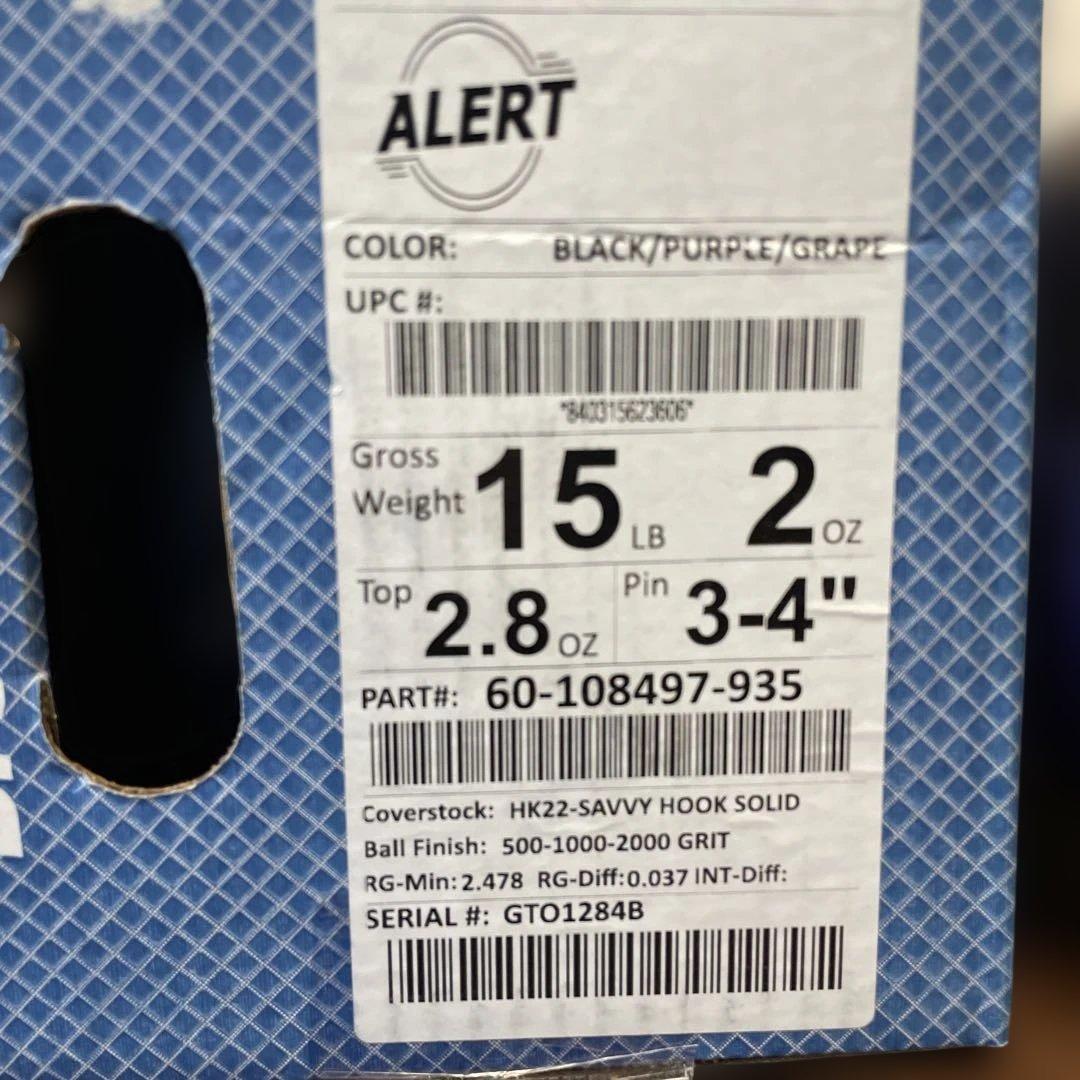 ALERT
COLOR: BLACK/PURPLE/GRAPE
UPC #:
*840315623606*
Gross
Weight 15 LB 2 OZ
Top 2.8 OZ Pin 3-4"
PART#: 60-108497-935
Coverstock: HK22-SAVVY HOOK SOLID
Ball Finish: 500-1000-2000 GRIT
RG-Min: 2.478 RG-Diff:0.037 INT-Diff:
SERIAL #: GTO1284B